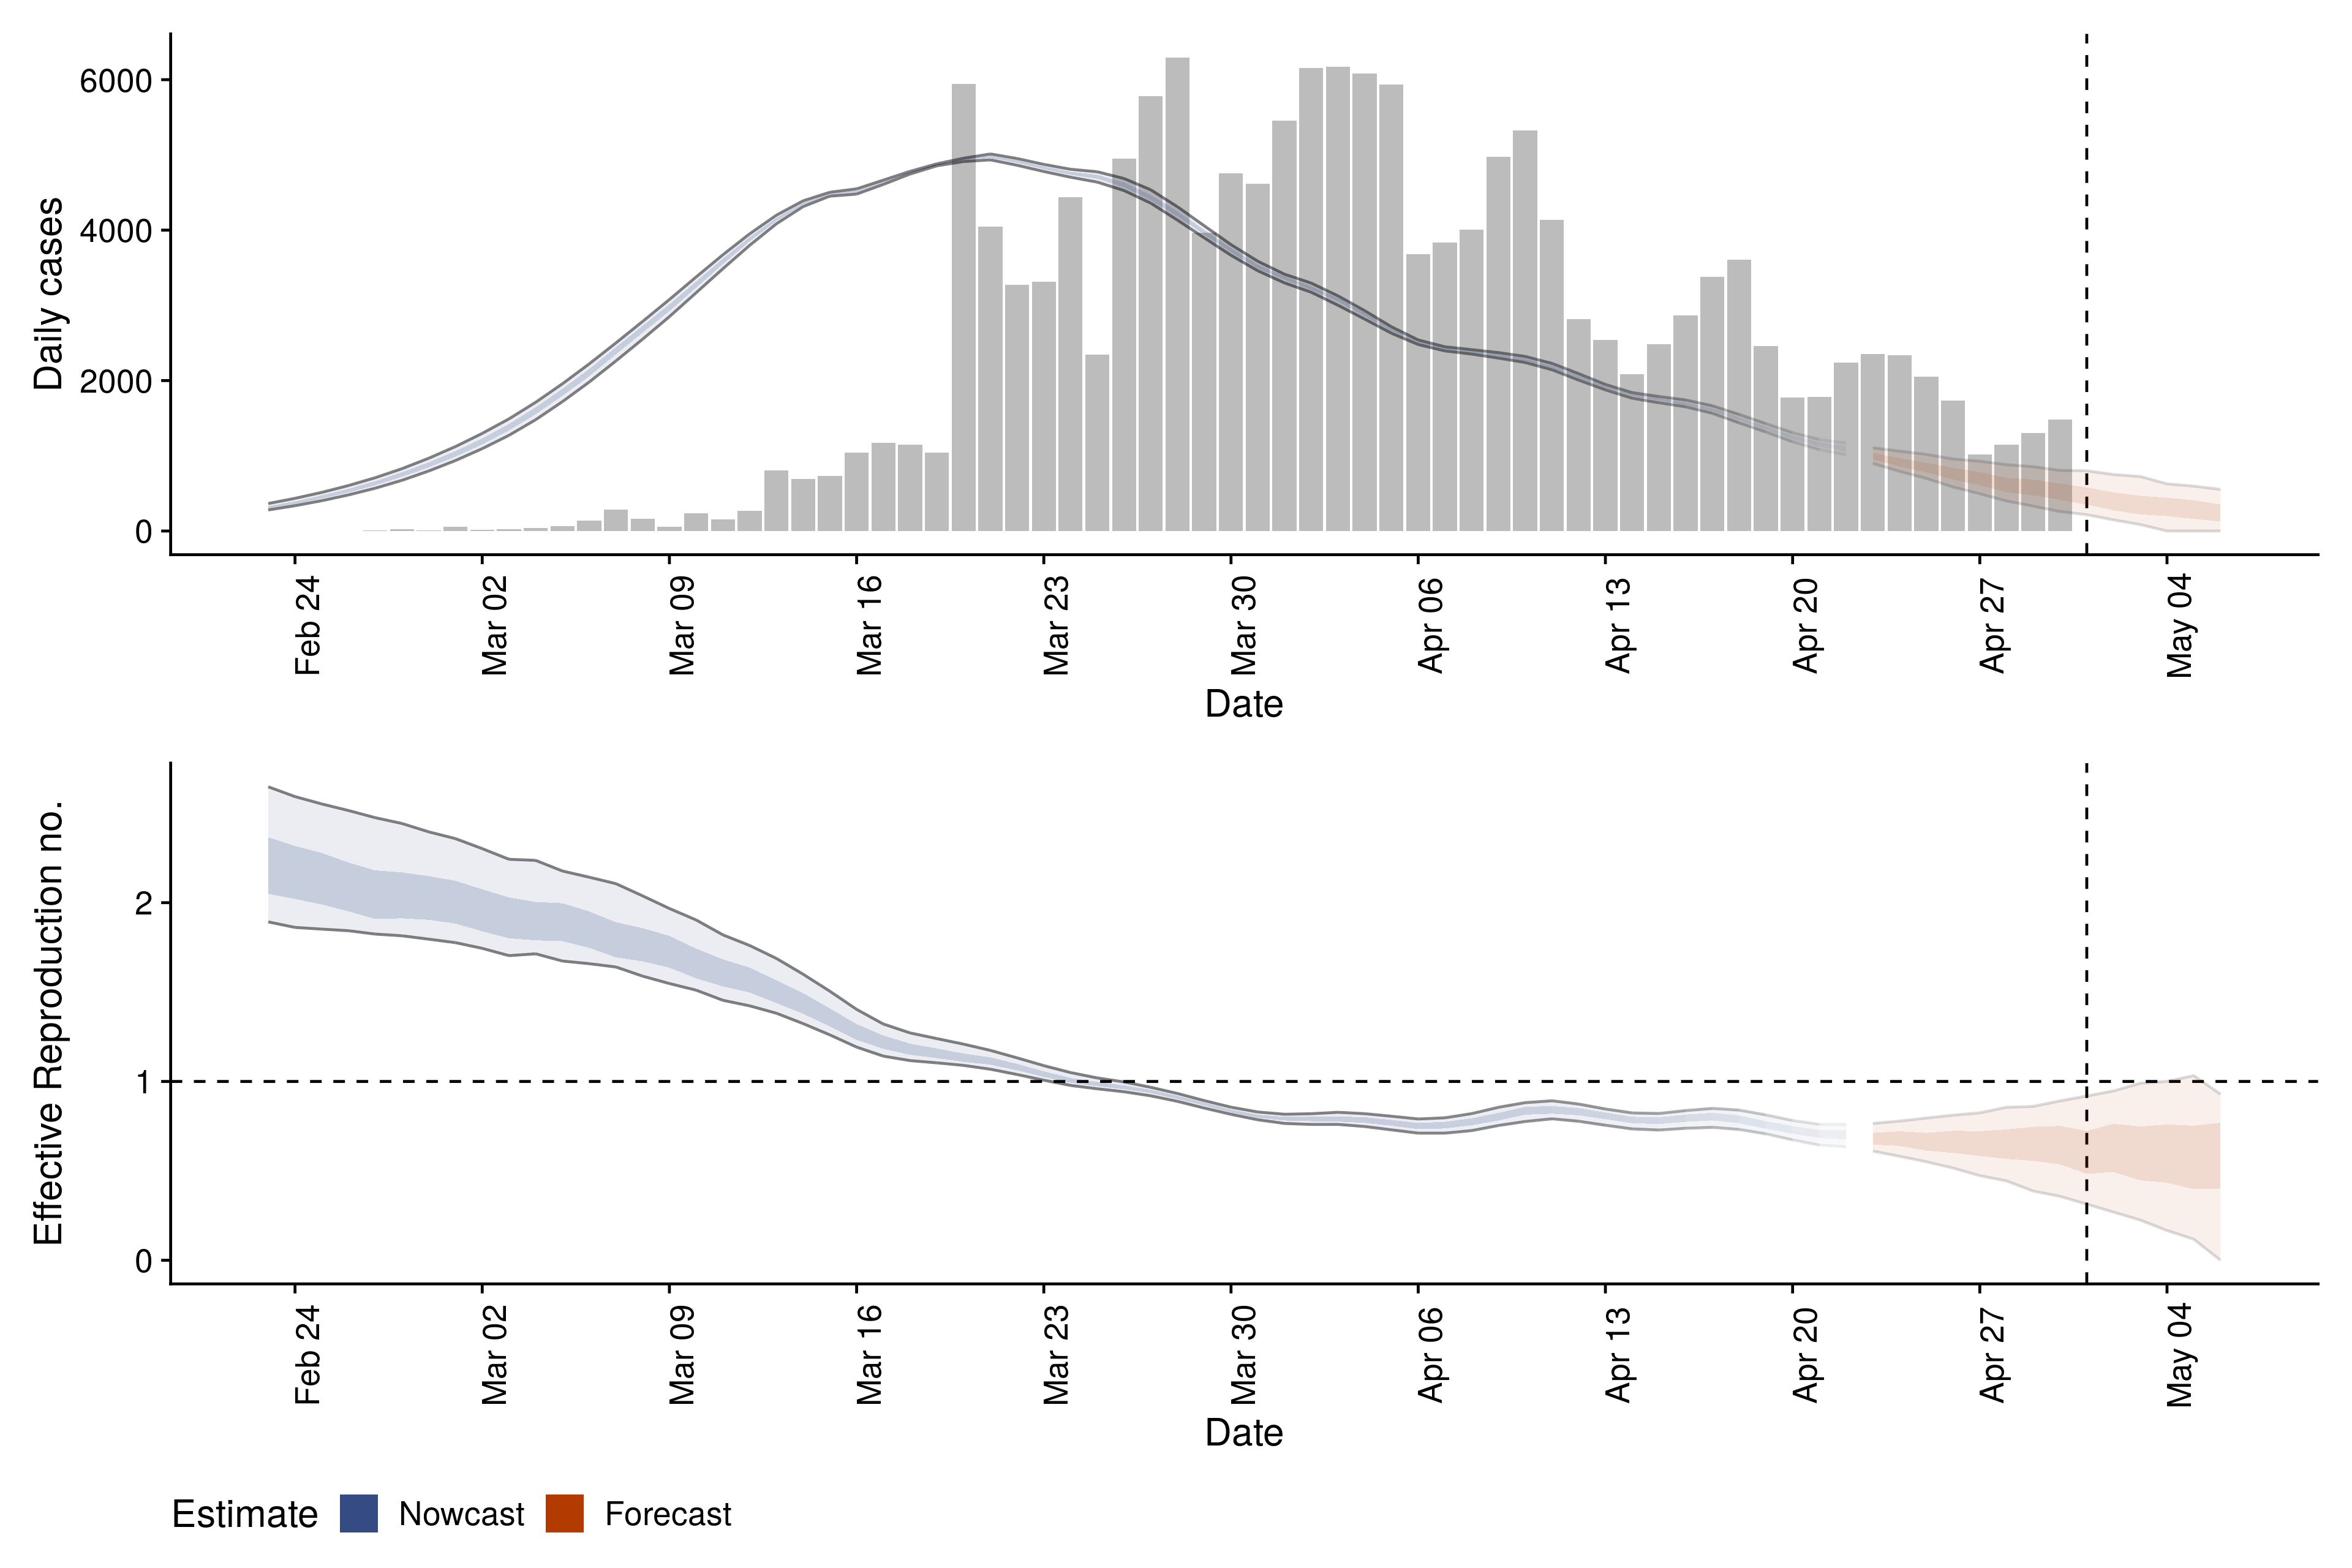 Daily cases
6000
4000
2000
0
Feb 24
Mar 02
Mar 09
Mar 16
Mar 23
Mar 30
Apr 06
Apr 13
Apr 20
Apr 27
May 04
Date
Effective Reproduction no.
2
1
0
Feb 24
Mar 02
Mar 09
Mar 16
Mar 23
Mar 30
Apr 06
Apr 13
Apr 20
Apr 27
May 04
Date
Estimate Nowcast Forecast